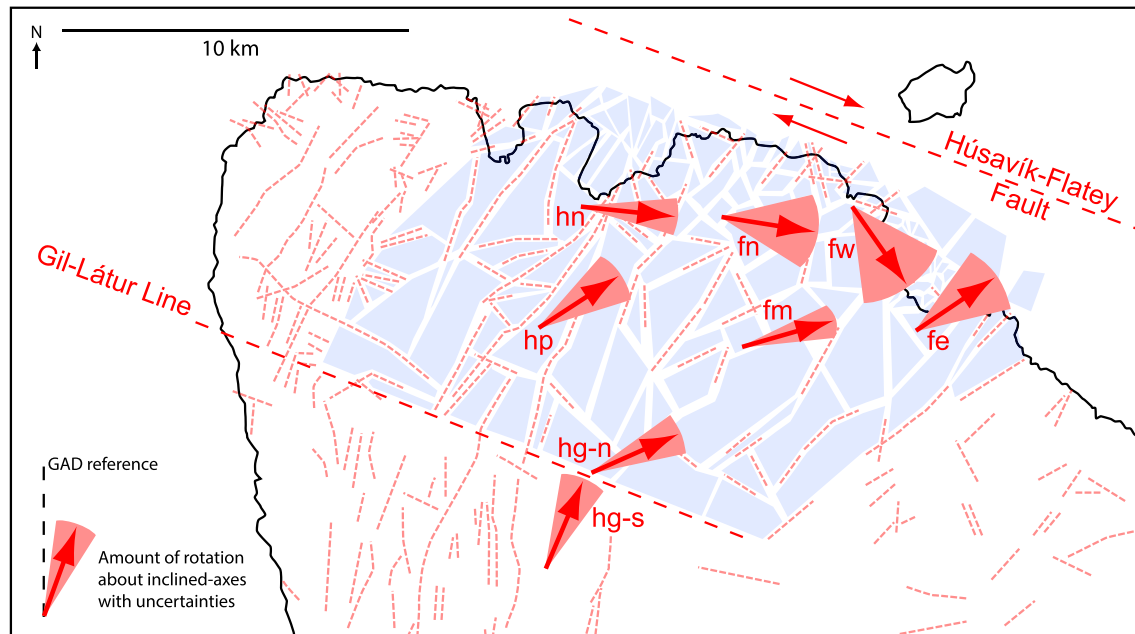 N
10 km
Húsavík-Flatey
Fault
Gil-Látur Line
hn
fn
fw
hp
fm
fe
hg-n
hg-s
GAD reference
Amount of rotation
about inclined-axes
with uncertainties